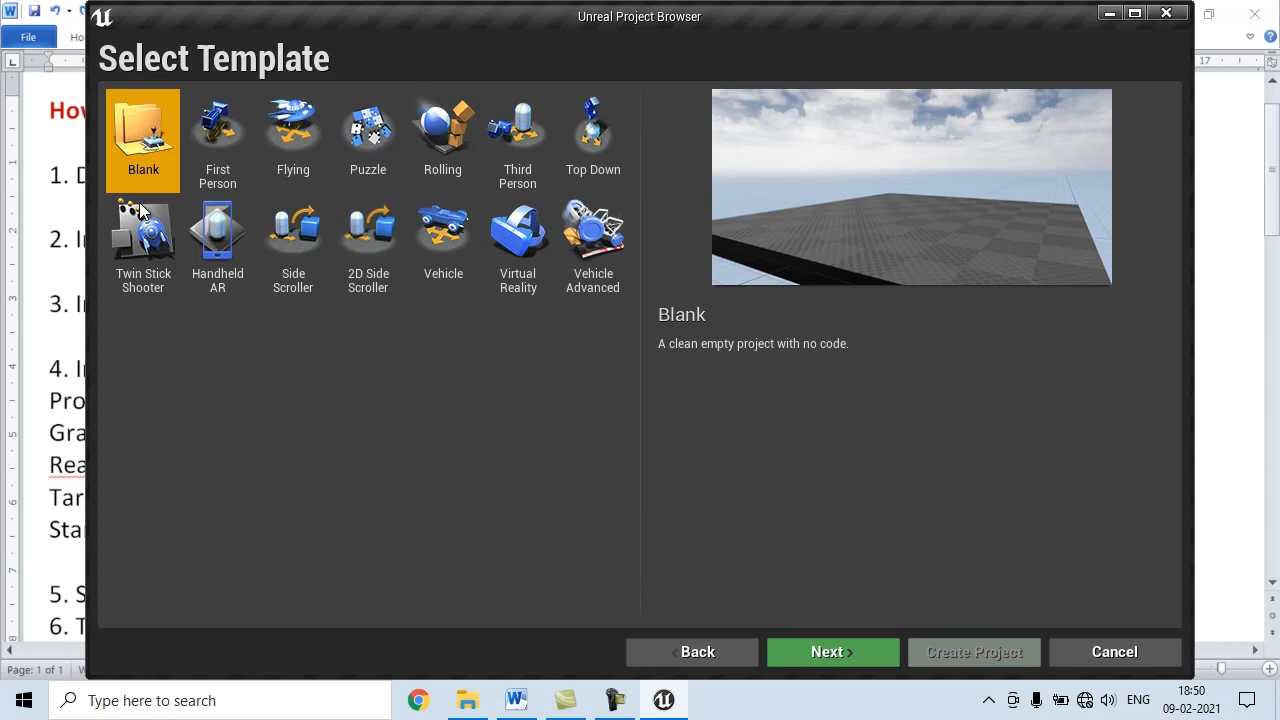 Unreal Project Browser
File
Select Template
17
Blank
First Person
Flying
Puzzle
Rolling
Third Person
Top Down
Twin Stick Shooter
Handheld AR
Side Scroller
2D Side Scroller
Vehicle
Virtual Reality
Vehicle Advanced
Blank
A clean empty project with no code.
1. D
2. I
3. I
4. I
Pro
Gra
Rea
Tar
Sta
5. S
6. T
< Back
Next >
Create Project
Cancel
Page: 1 of 1
Type here to search
ENG
18:50
09-02-2021